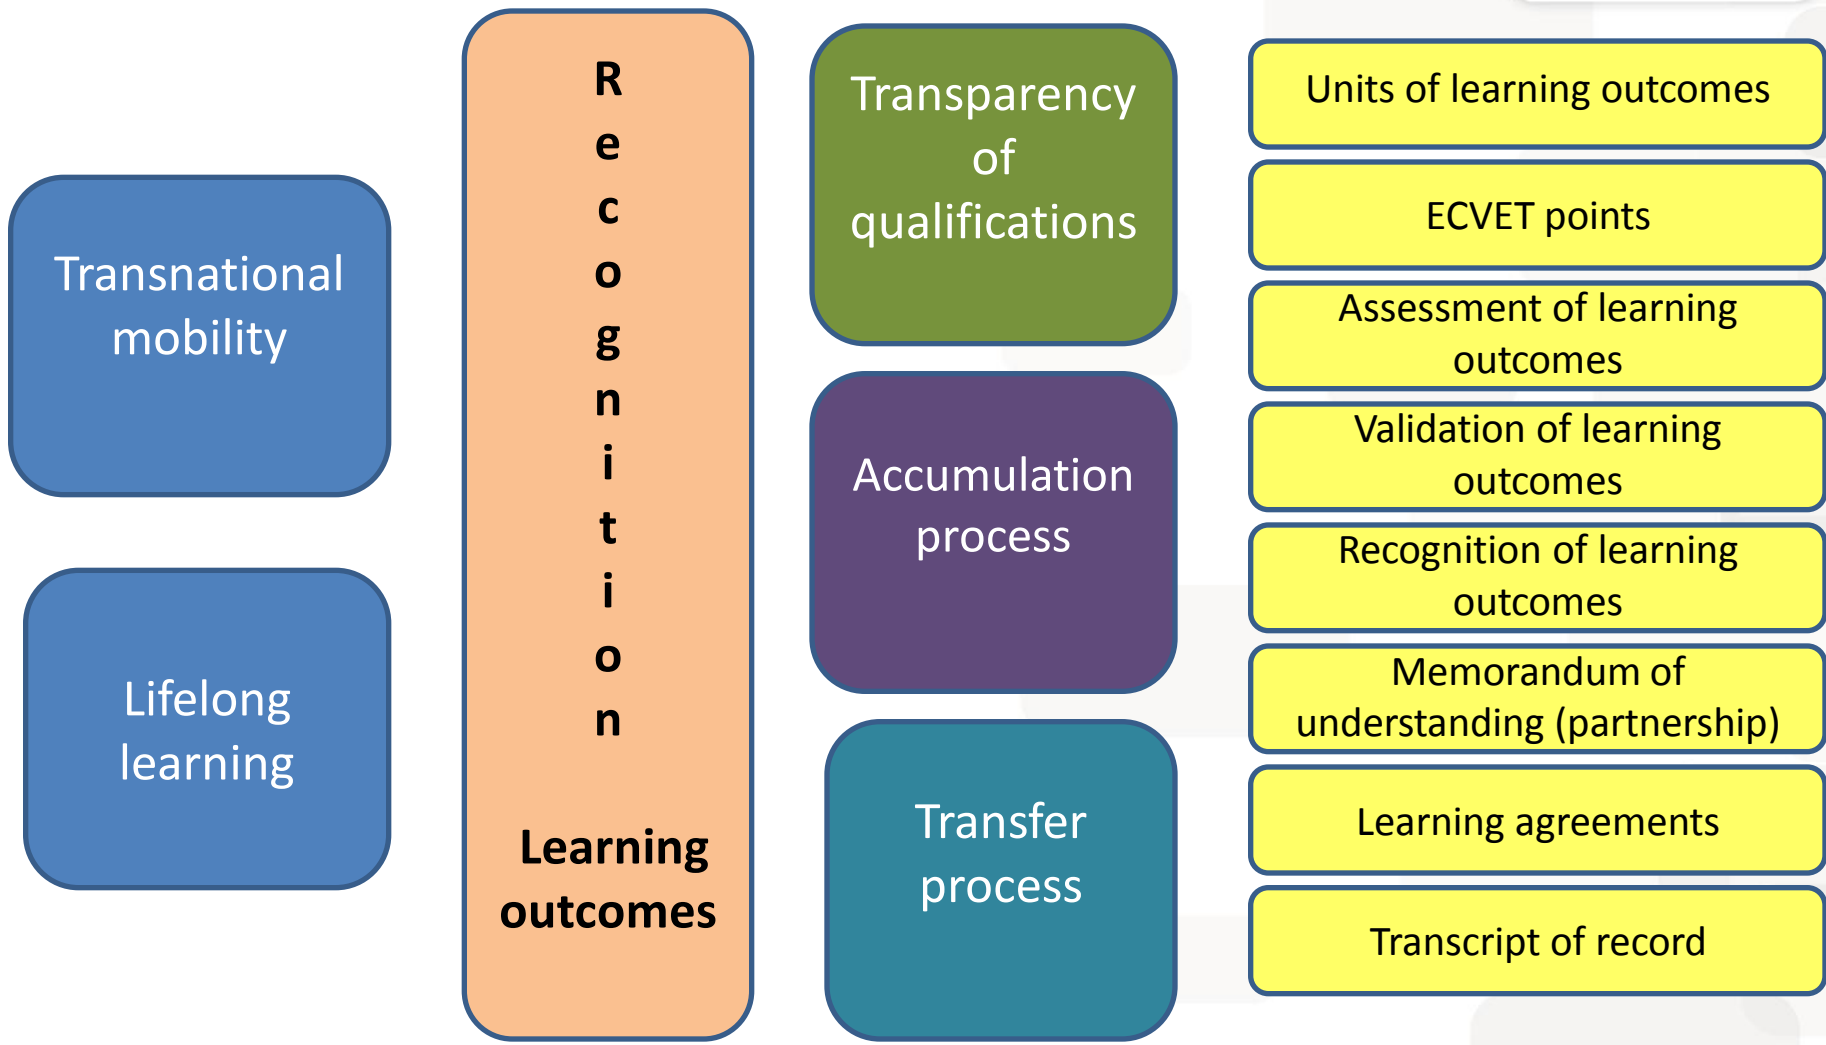 Transnational
mobility
Lifelong
learning
R
e
c
o
g
n
i
t
i
o
n
Learning
outcomes
Transparency
of
qualifications
Accumulation
process
Transfer
process
Units of learning outcomes
ECVET points
Assessment of learning
outcomes
Validation of learning
outcomes
Recognition of learning
outcomes
Memorandum of
understanding (partnership)
Learning agreements
Transcript of record